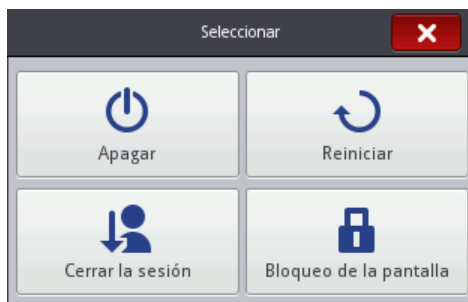 Seleccionar
Apagar
Reiniciar
Cerrar la sesión
Bloqueo de la pantalla